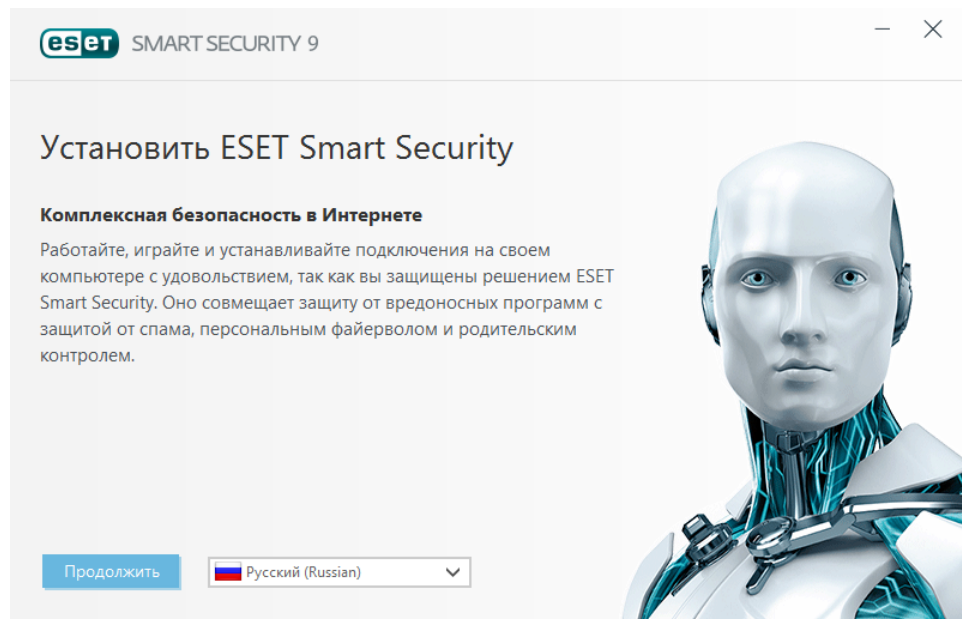 eset SMART SECURITY 9
Установить ESET Smart Security
Комплексная безопасность в Интернете
Работайте, играйте и устанавливайте подключения на своем
компьютере с удовольствием, так как вы защищены решением ESET
Smart Security. Оно совмещает защиту от вредоносных программ с
защитой от спама, персональным файерволом и родительским
контролем.
Продолжить
Русский (Russian)